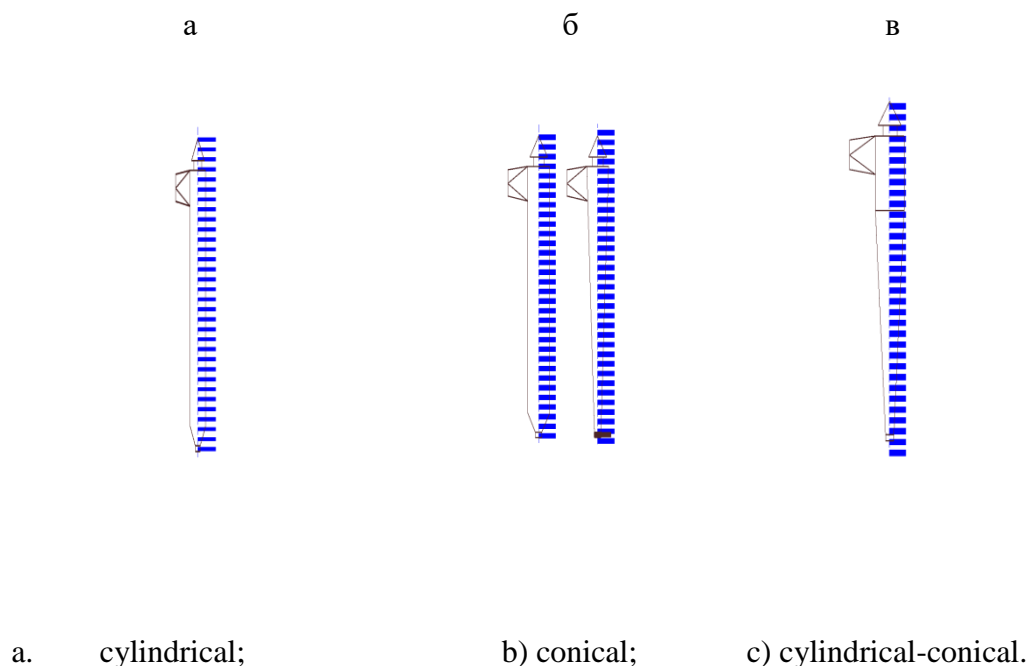 а б в
a. cylindrical; b) conical; c) cylindrical-conical.